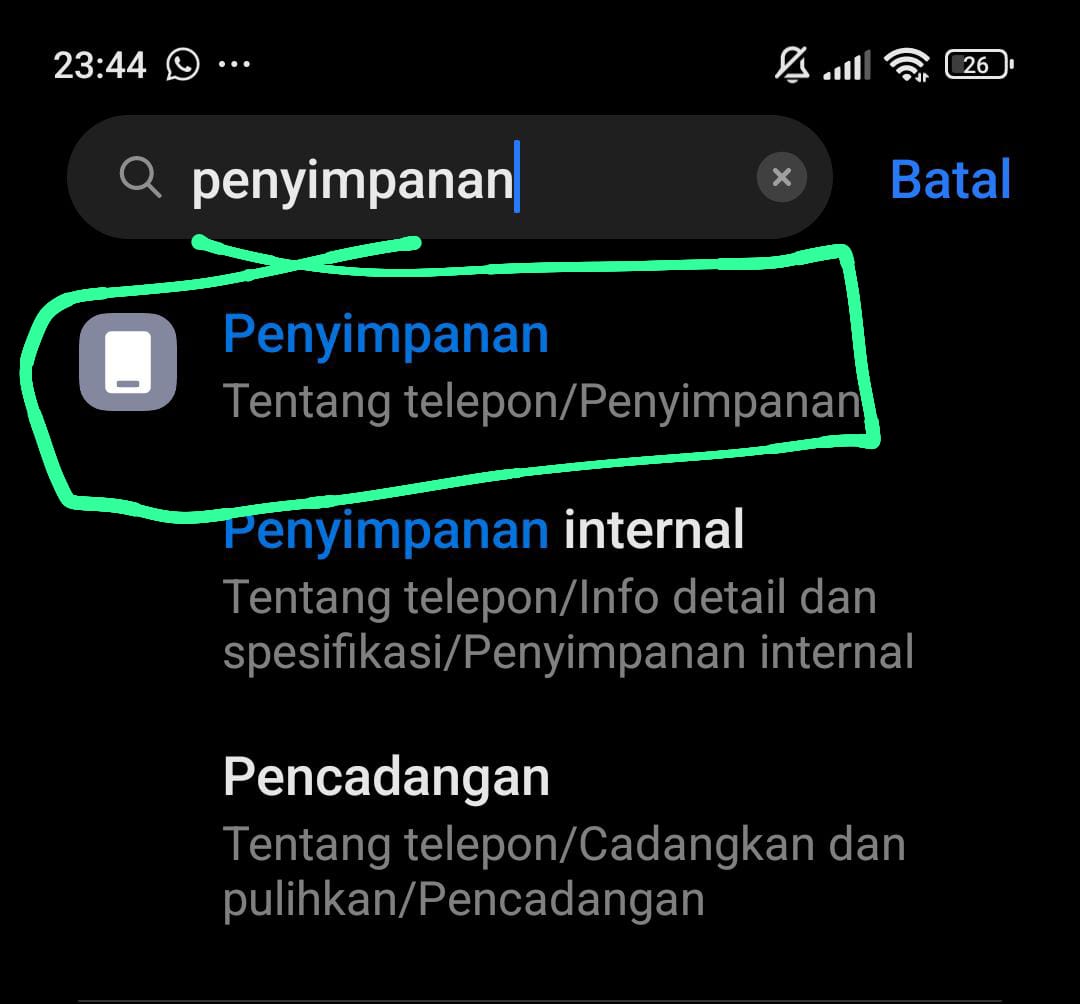 23:44
26
penyimpanan
Batal
Penyimpanan
Tentang telepon/Penyimpanan
Penyimpanan internal
Tentang telepon/Info detail dan
spesifikasi/Penyimpanan internal
Pencadangan
Tentang telepon/Cadangkan dan
pulihkan/Pencadangan